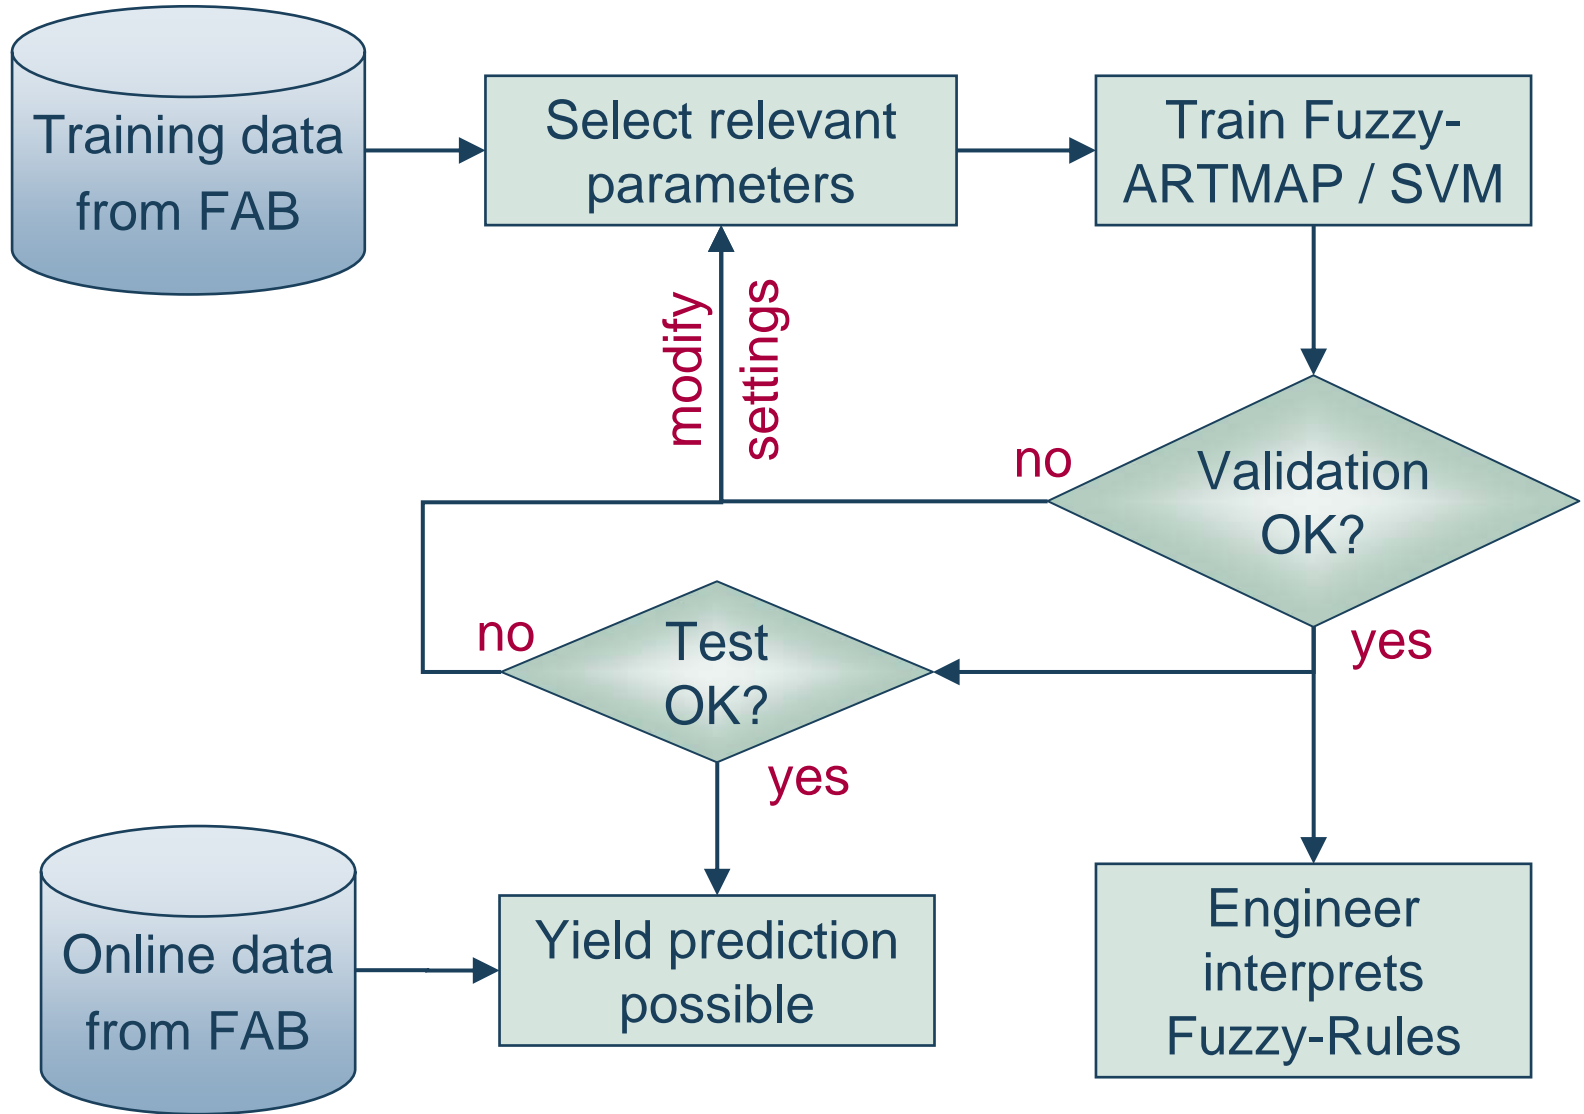 Training data
from FAB
Select relevant
parameters
Train Fuzzy-
ARTMAP / SVM
modify
settings
no
Validation
OK?
no
Test
OK?
yes
yes
Online data
from FAB
Yield prediction
possible
Engineer
interprets
Fuzzy-Rules